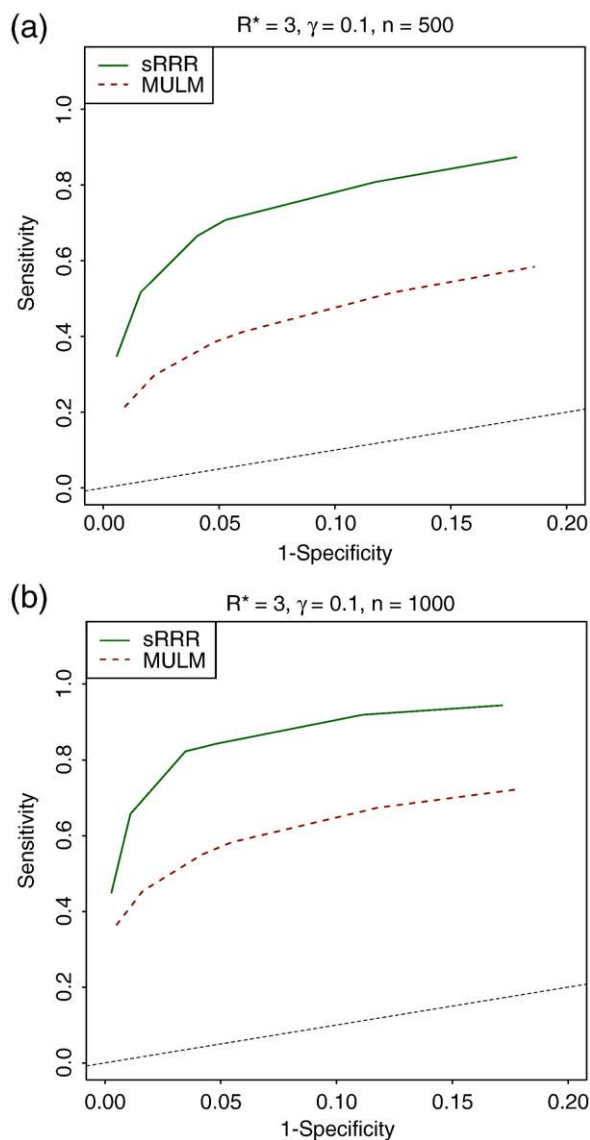 (a)
R* = 3, γ = 0.1, n = 500
sRRR
MULM
Sensitivity
1.0
0.8
0.6
0.4
0.2
0.0
0.00 0.05 0.10 0.15 0.20
1-Specificity
(b)
R* = 3, γ = 0.1, n = 1000
sRRR
MULM
Sensitivity
1.0
0.8
0.6
0.4
0.2
0.0
0.00 0.05 0.10 0.15 0.20
1-Specificity